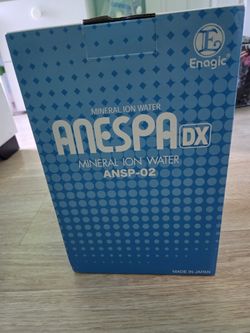 E
Enagic
MINERAL ION WATER
ANESPA DX
MINERAL ION WATER
ANSP-02
MADE IN JAPAN